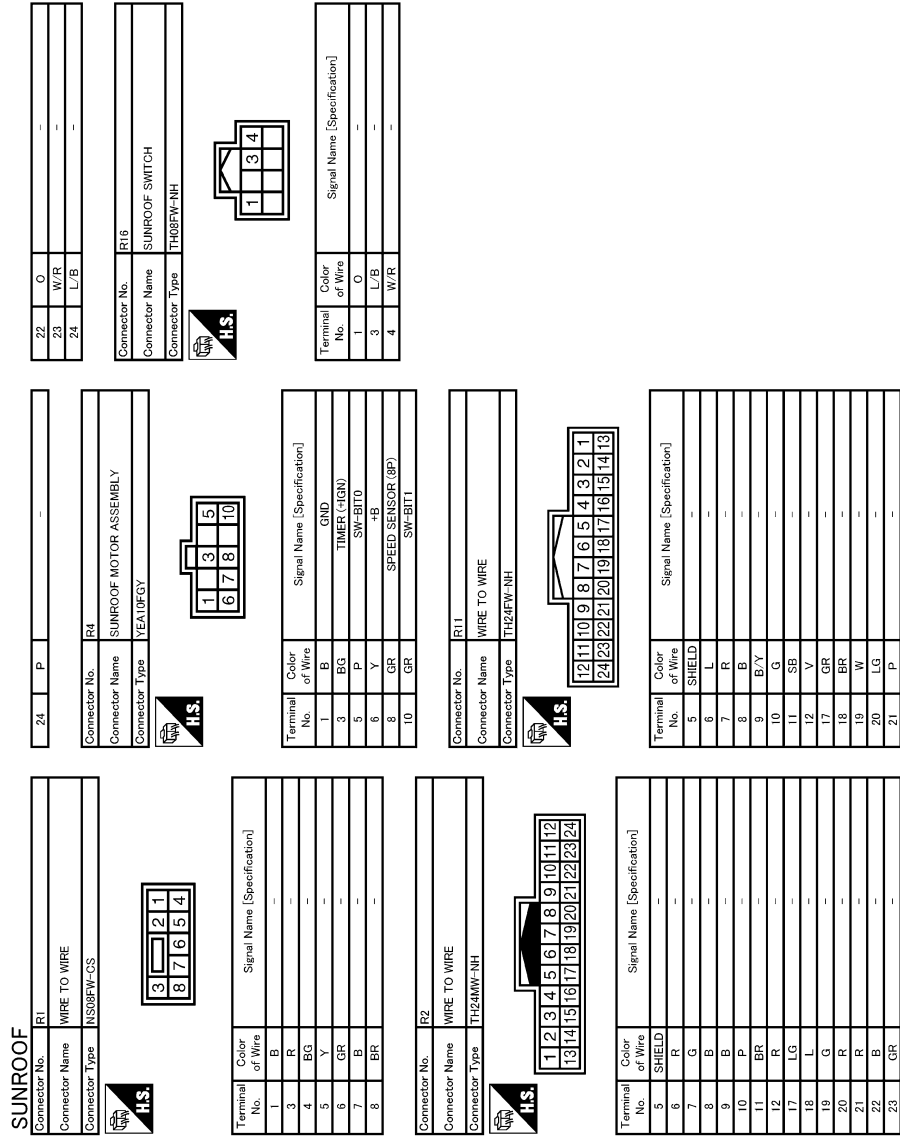 SUNROOF
Connector No. R1
Connector Name WIRE TO WIRE
Connector Type NS08FW-CS
H.S.
3 2 1
8 7 6 5 4
Terminal No. Color of Wire Signal Name [Specification]
1 B –
3 R –
4 BG –
5 Y –
6 GR –
7 B –
8 BR –
Connector No. R2
Connector Name WIRE TO WIRE
Connector Type TH24MW-NH
H.S.
1 2 3 4 5 6 7 8 9 10 11 12
13 14 15 16 17 18 19 20 21 22 23 24
Terminal No. Color of Wire Signal Name [Specification]
5 SHIELD –
6 R –
7 G –
8 B –
9 B –
10 P –
11 BR –
12 R –
17 LG –
18 L –
19 G –
20 R –
21 R –
22 B –
23 GR –
24 P –
Connector No. R4
Connector Name SUNROOF MOTOR ASSEMBLY
Connector Type YEA10FGY
H.S.
1 3 5
6 7 8 10
Terminal No. Color of Wire Signal Name [Specification]
1 B GND
3 BG TIMER (+IGN)
5 P SW-BIT0
6 Y +B
8 GR SPEED SENSOR (8P)
10 GR SW-BIT1
Connector No. R11
Connector Name WIRE TO WIRE
Connector Type TH24FW-NH
H.S.
12 11 10 9 8 7 6 5 4 3 2 1
24 23 22 21 20 19 18 17 16 15 14 13
Terminal No. Color of Wire Signal Name [Specification]
5 SHIELD –
6 L –
7 R –
8 B –
9 B/Y –
10 G –
11 SB –
12 V –
17 GR –
18 BR –
19 W –
20 LG –
21 P –
22 O –
23 W/R –
24 L/B –
Connector No. R16
Connector Name SUNROOF SWITCH
Connector Type TH08FW-NH
H.S.
1 3 4
Terminal No. Color of Wire Signal Name [Specification]
1 O –
3 L/B –
4 W/R –